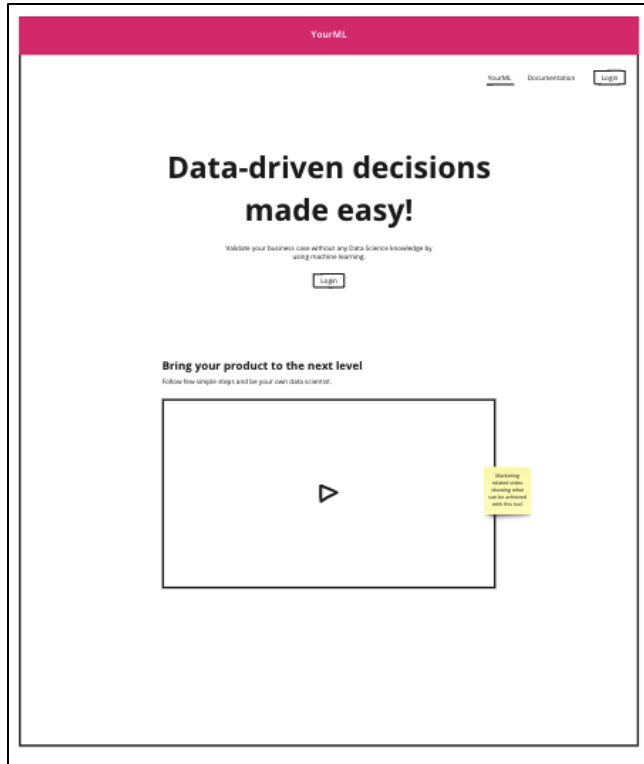 YourML
YourML Documentation Login
Data-driven decisions
made easy!
Validate your business case without any Data Science knowledge by
using machine learning.
Login
Bring your product to the next level
Follow few simple steps and be your own data-scientist.
Marketing
related video
showing what
can be achieved
with this tool